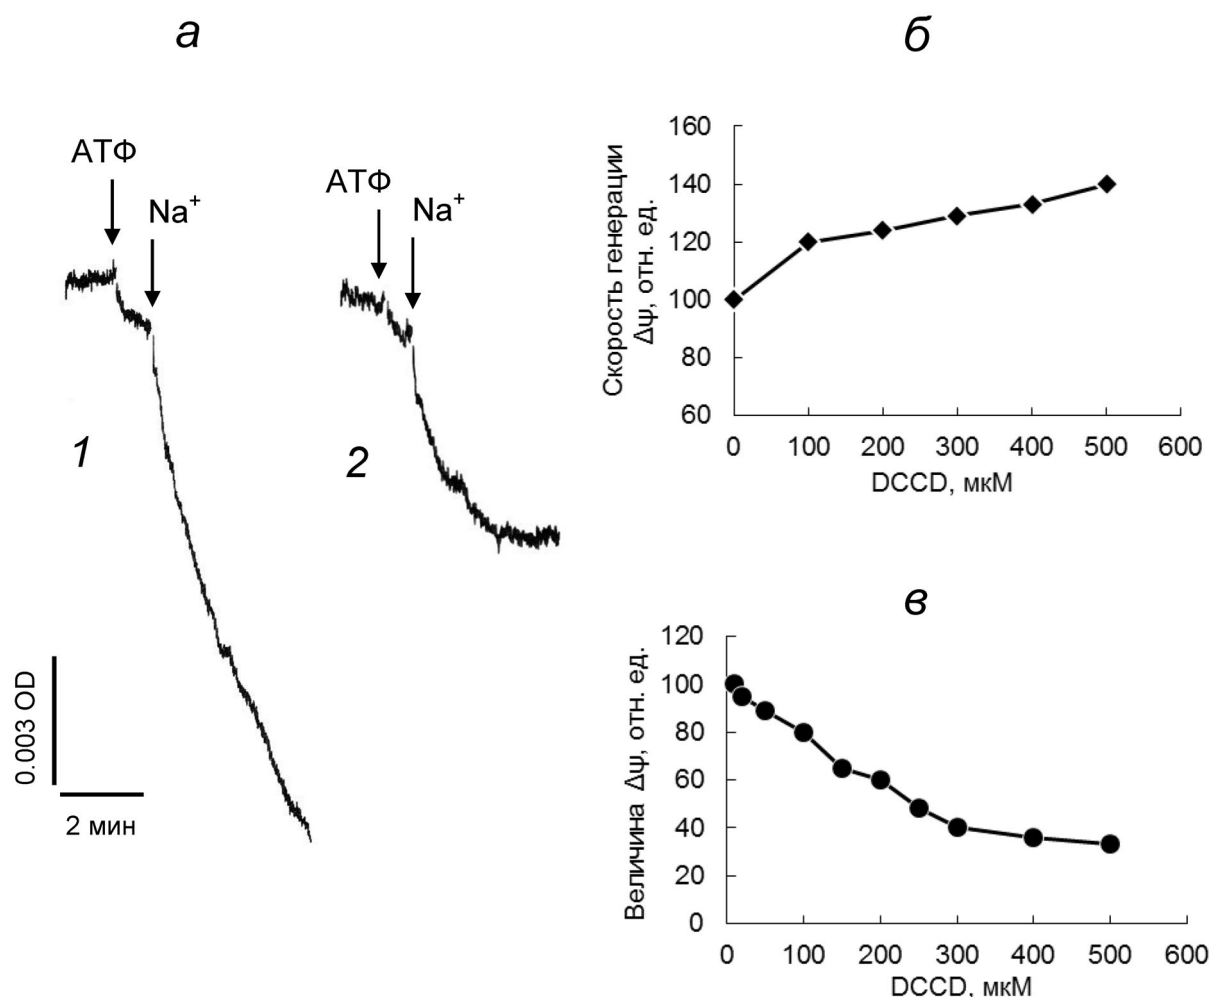 а
АТФ
Na+
1
АТФ
Na+
2
0.003 OD
2 мин
б
Скорость генерации
Δψ, отн. ед.
160
140
120
100
80
60
0 100 200 300 400 500 600
DCCD, мкМ
в
Величина Δψ, отн. ед.
120
100
80
60
40
20
0
0 100 200 300 400 500 600
DCCD, мкМ